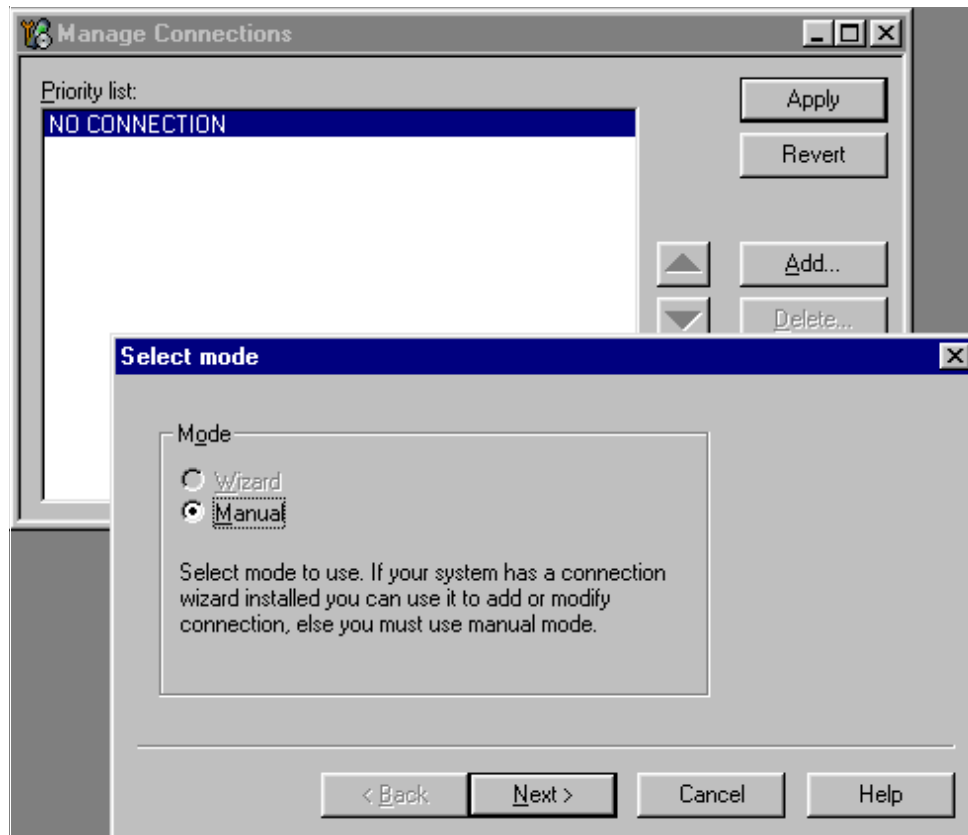 Manage Connections
Priority list:
NO CONNECTION
Apply
Revert
Add...
Delete...
Select mode
Mode
Wizard
Manual
Select mode to use. If your system has a connection
wizard installed you can use it to add or modify
connection, else you must use manual mode.
< Back
Next >
Cancel
Help